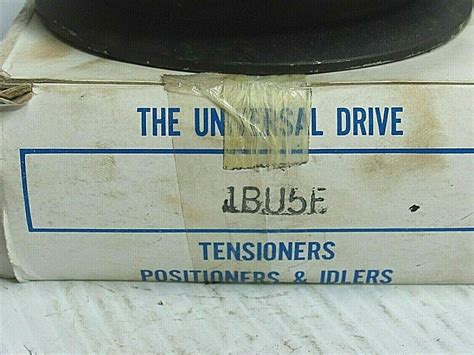 THE UNIVERSAL DRIVE
1BU5E
TENSIONERS
POSITIONERS & IDLERS